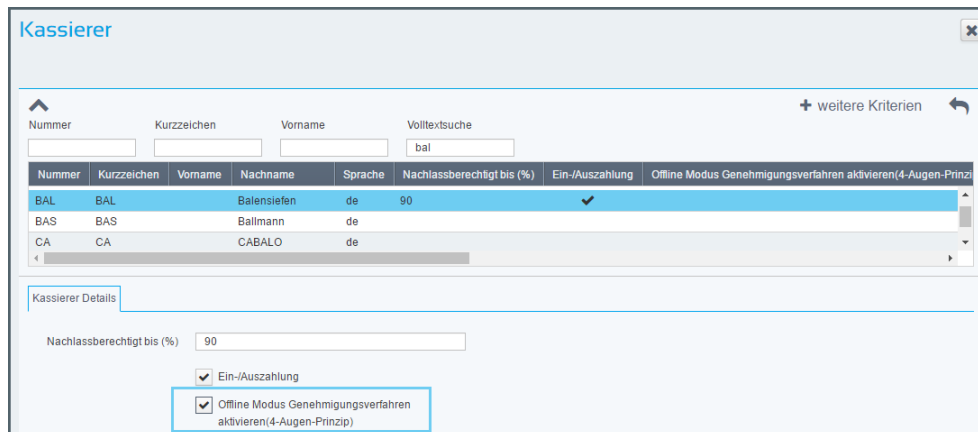 Kassierer
+ weitere Kriterien
Nummer Kurzzeichen Vorname Volltextsuche
bal
Nummer Kurzzeichen Vorname Nachname Sprache Nachlassberechtigt bis (%) Ein-/Auszahlung Offline Modus Genehmigungsverfahren aktivieren(4-Augen-Prinzi
BAL BAL Balensiefen de 90
BAS BAS Ballmann de
CA CA CABALO de
Kassierer Details
Nachlassberechtigt bis (%) 90
Ein-/Auszahlung
Offline Modus Genehmigungsverfahren
aktivieren(4-Augen-Prinzip)